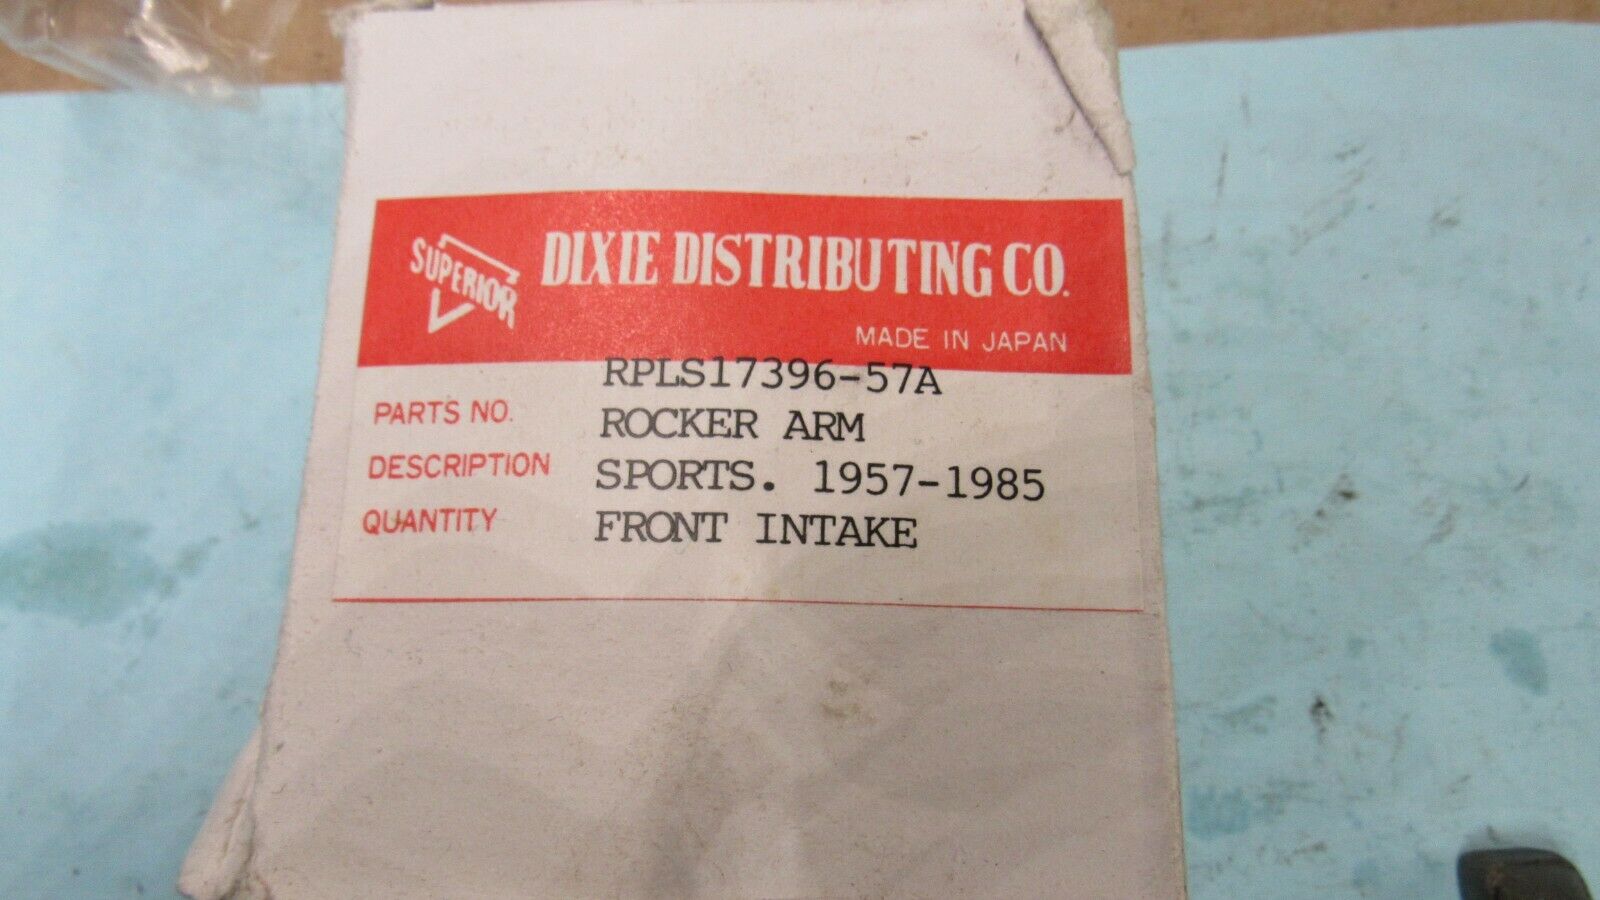 SUPERIOR
DIXIE DISTRIBUTING CO.
MADE IN JAPAN
RPLS17396-57A
PARTS NO. ROCKER ARM
DESCRIPTION SPORTS. 1957-1985
QUANTITY FRONT INTAKE